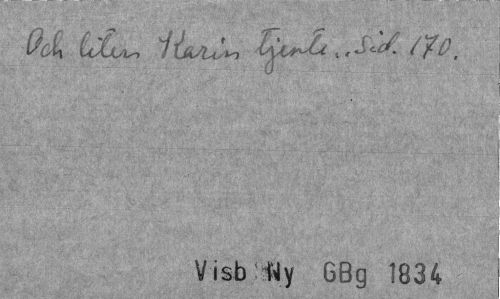 Och liten Karin tjente.. Sid. 170.
Visb Ny GBg 1834